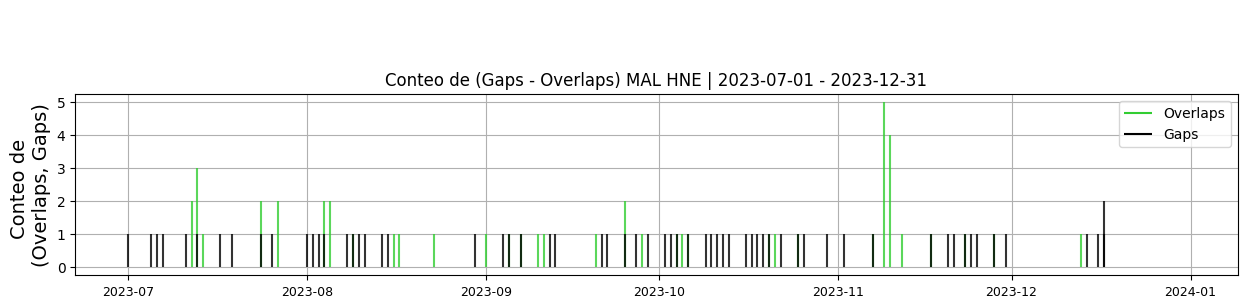 Conteo de (Gaps - Overlaps) MAL HNE | 2023-07-01 - 2023-12-31
Conteo de
(Overlaps, Gaps)
5
4
3
2
1
0
Overlaps
Gaps
2023-07
2023-08
2023-09
2023-10
2023-11
2023-12
2024-01